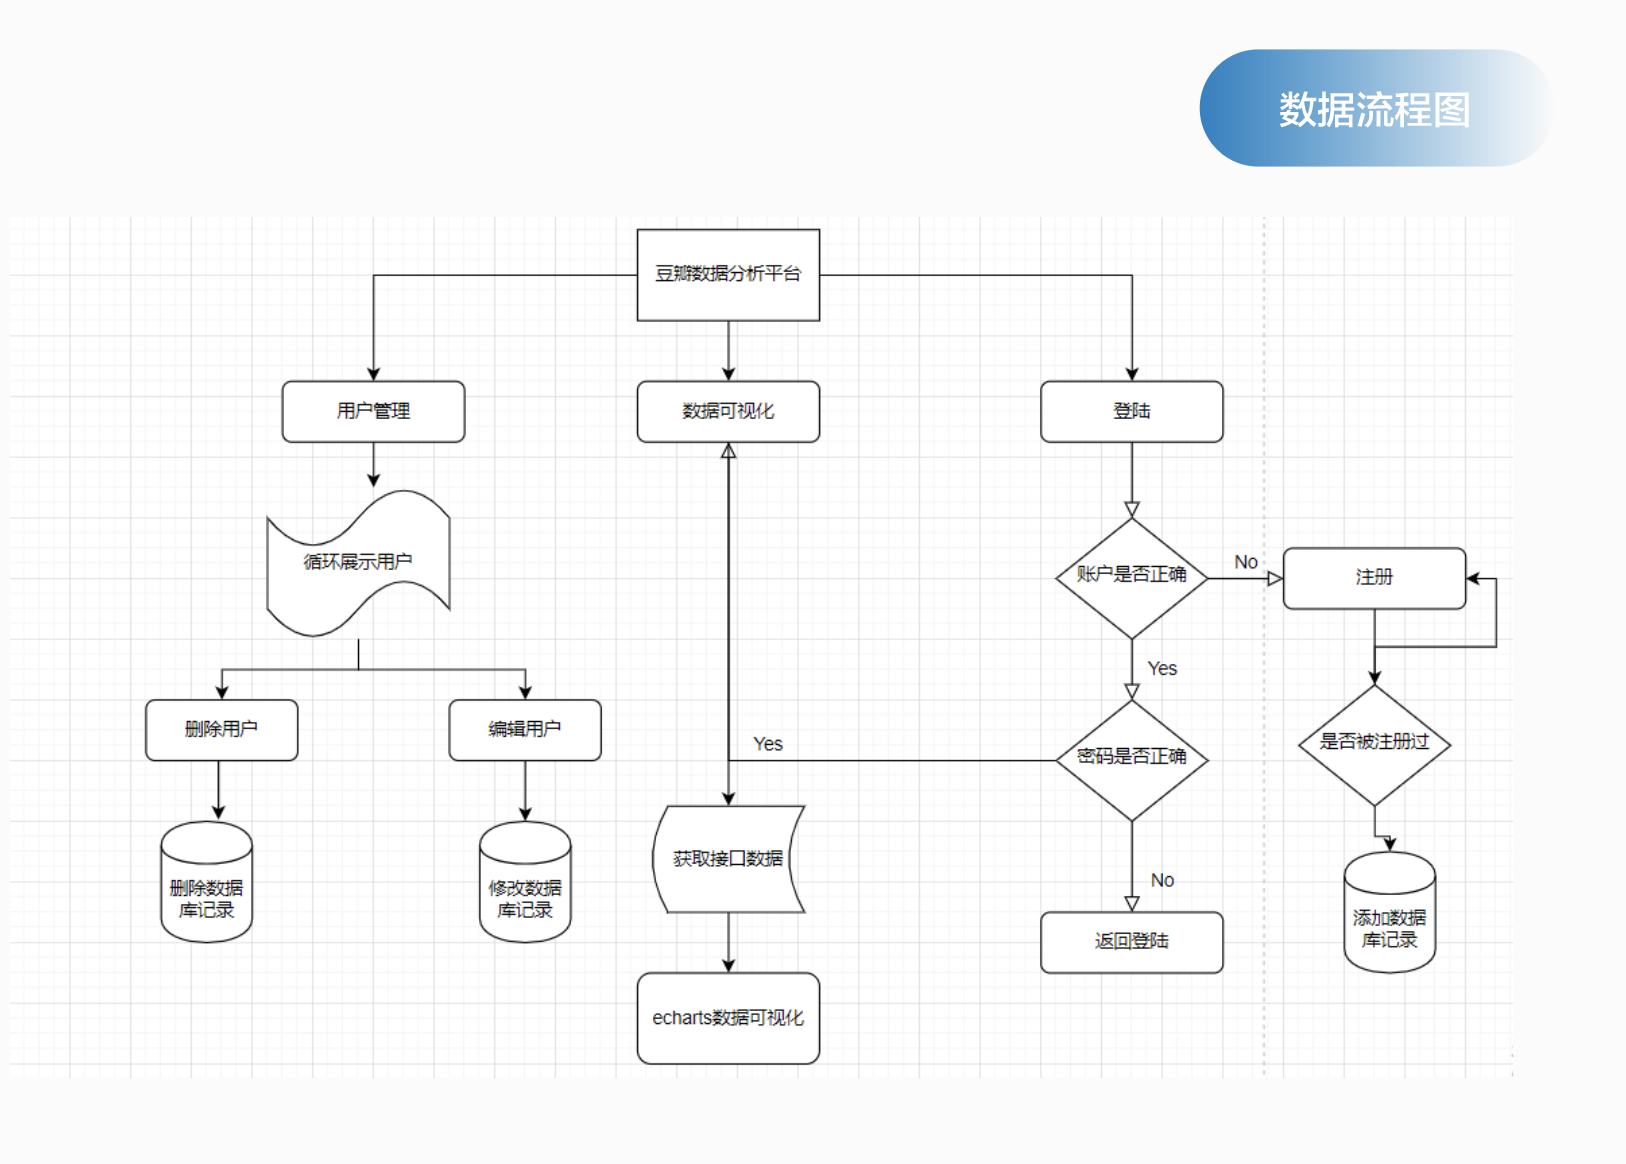 数据流程图
豆瓣数据分析平台
用户管理
数据可视化
登陆
循环展示用户
账户是否正确
No
注册
Yes
删除用户
编辑用户
Yes
密码是否正确
是否被注册过
删除数据
库记录
修改数据
库记录
获取接口数据
No
返回登陆
添加数据
库记录
echarts数据可视化